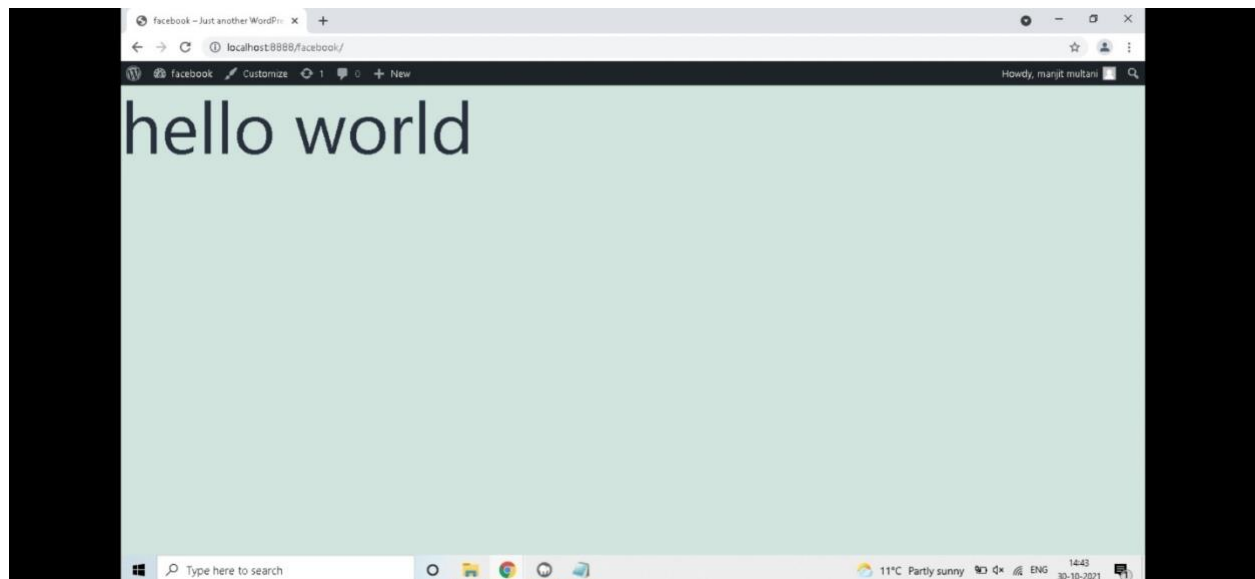 facebook – Just another WordPre
localhost:8888/facebook/
facebook Customize 1 0 New
Howdy, manjit multani
hello world
Type here to search
11°C Partly sunny ENG
14:43
30-10-2021